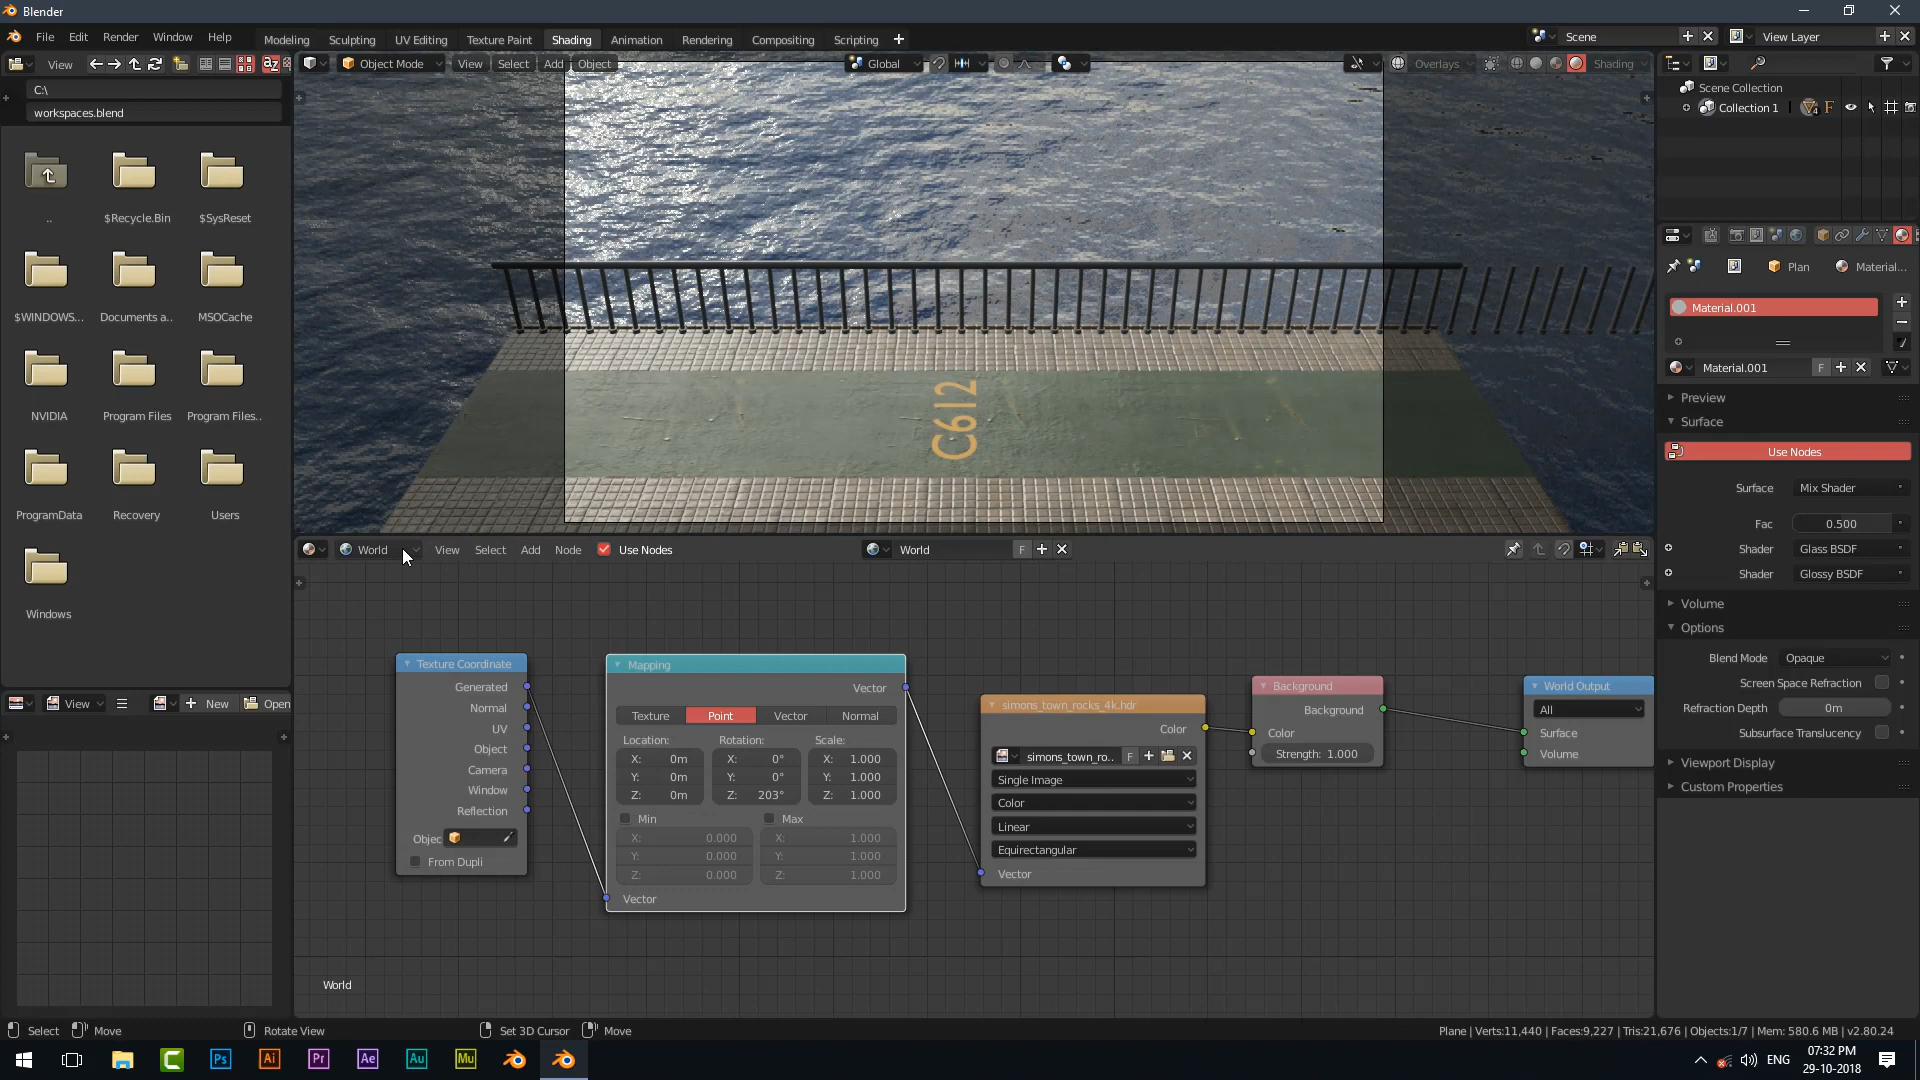 Blender
File Edit Render Window Help
Modeling Sculpting UV Editing Texture Paint Shading Animation Rendering Compositing Scripting
Scene
View Layer
View
C:\
workspaces.blend
..
$Recycle.Bin
$SysReset
$WINDOWS...
Documents a..
MSOCache
NVIDIA
Program Files
Program Files..
ProgramData
Recovery
Users
Windows
View
New
Open
Object Mode View Select Add Object
Global
Overlays
Shading
C612
World View Select Add Node Use Nodes
World F
Texture Coordinate
Generated
Normal
UV
Object
Camera
Window
Reflection
Objec
From Dupli
Mapping
Vector
Texture Point Vector Normal
Location: Rotation: Scale:
X: 0m X: 0° X: 1.000
Y: 0m Y: 0° Y: 1.000
Z: 0m Z: 203° Z: 1.000
Min Max
X: 0.000 X: 1.000
Y: 0.000 Y: 1.000
Z: 0.000 Z: 1.000
Vector
simons_town_rocks_4k.hdr
Color
simons_town_ro.. F
Single Image
Color
Linear
Equirectangular
Vector
Background
Background
Color
Strength: 1.000
World Output
All
Surface
Volume
World
Scene Collection
Collection 1
4
Plan Material...
Material.001
Material.001 F
Preview
Surface
Use Nodes
Surface Mix Shader
Fac 0.500
Shader Glass BSDF
Shader Glossy BSDF
Volume
Options
Blend Mode Opaque
Screen Space Refraction
Refraction Depth 0m
Subsurface Translucency
Viewport Display
Custom Properties
Select Move Rotate View Set 3D Cursor Move
Plane | Verts:11,440 | Faces:9,227 | Tris:21,676 | Objects:1/7 | Mem: 580.6 MB | v2.80.24
Ps Ai Pr Ae Au Mu
ENG
07:32 PM
29-10-2018